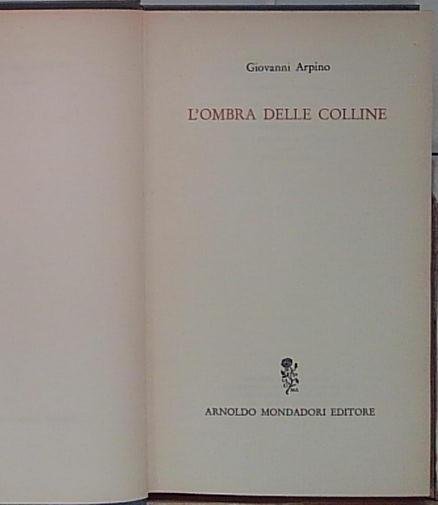 Giovanni Arpino
L'OMBRA DELLE COLLINE
ARNOLDO MONDADORI EDITORE